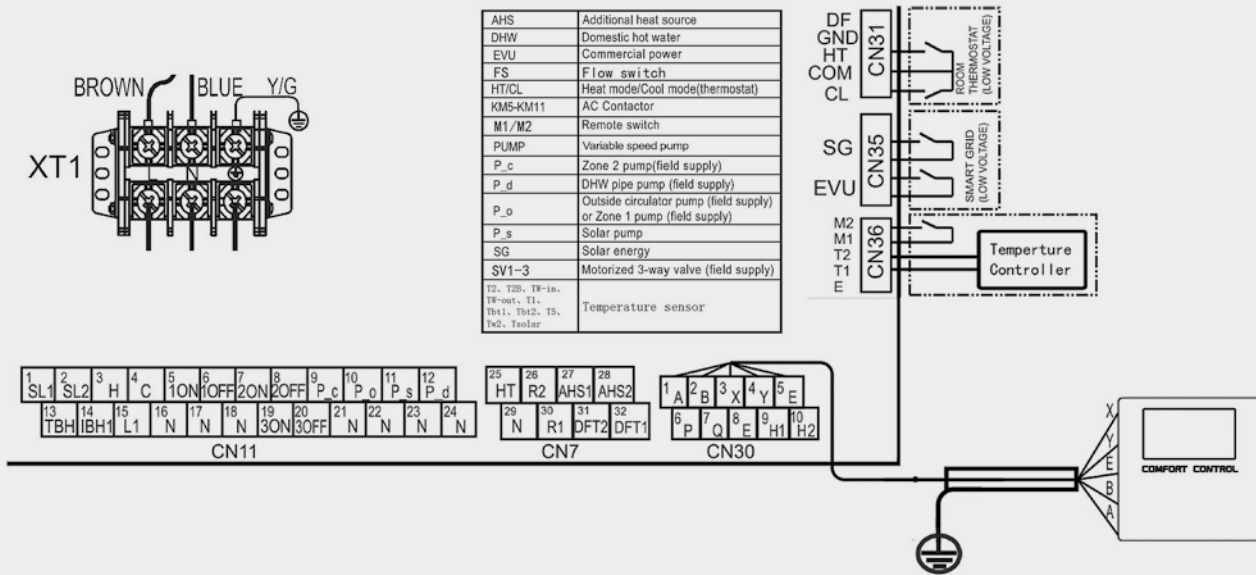 BROWN BLUE Y/G
XT1
L N
AHS Additional heat source
DHW Domestic hot water
EVU Commercial power
FS Flow switch
HT/CL Heat mode/Cool mode(thermostat)
KM5-KM11 AC Contactor
M1/M2 Remote switch
PUMP Variable speed pump
P_c Zone 2 pump(field supply)
P_d DHW pipe pump (field supply)
P_o Outside circulator pump (field supply)
or Zone 1 pump (field supply)
P_s Solar pump
SG Solar energy
SV1-3 Motorized 3-way valve (field supply)
T2、T2B、TW-in、
TW-out、T1、
Tbt1、Tbt2、T5、
Tw2、Tsolar
Temperature sensor
DF
GND
HT
COM
CL
CN31
ROOM
THERMOSTAT
(LOW VOLTAGE)
SG
EVU
CN35
SMART GRID
(LOW VOLTAGE)
M2
M1
T2
T1
E
CN36
Temperture
Controller
1 SL1 2 SL2 3 H 4 C 5 1ON 6 1OFF 7 2ON 8 2OFF 9 P_c 10 P_o 11 P_s 12 P_d
13 TBH 14 IBH1 15 L1 16 N 17 N 18 N 19 3ON 20 3OFF 21 N 22 N 23 N 24 N
CN11
25 HT 26 R2 27 AHS1 28 AHS2
29 N 30 R1 31 DFT2 32 DFT1
CN7
1 A 2 B 3 X 4 Y 5 E
6 P 7 Q 8 E 9 H1 10 H2
CN30
X
Y
E
B
A
COMFORT CONTROL